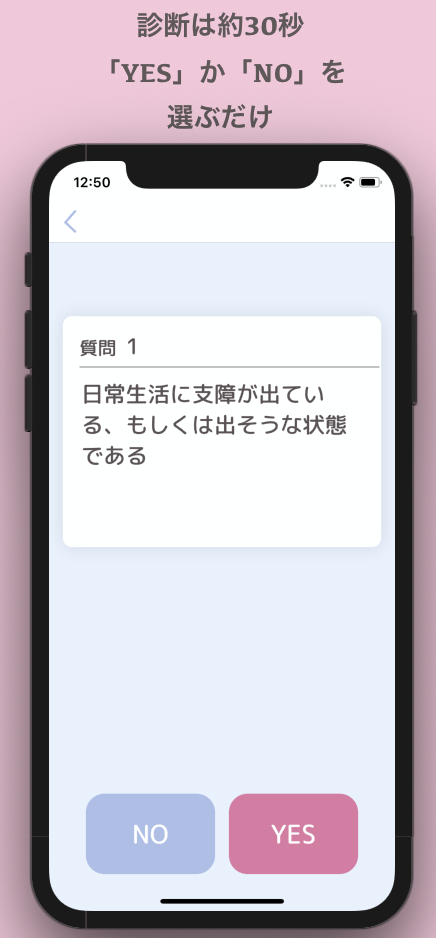 診断は約30秒
「YES」か「NO」を
選ぶだけ
12:50
質問 1
日常生活に支障が出てい
る、もしくは出そうな状態
である
NO YES